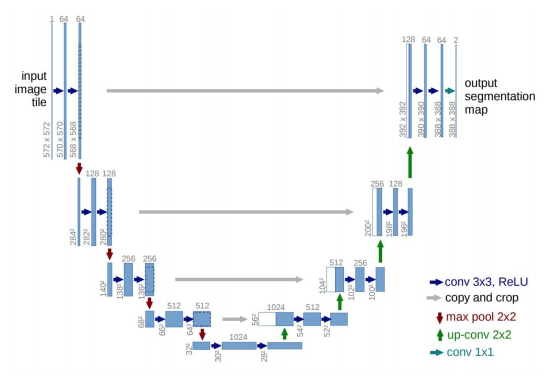 1 64 64
128 64 64 2
input
image
tile
output
segmentation
map
572 x 572
570 x 570
568 x 568
392 x 392
390 x 390
388 x 388
388 x 388
128 128
256 128
284²
282²
280²
200²
198²
196²
256 256
512 256
140²
138²
136²
104²
102²
100²
512 512
1024 512
68²
66²
64²
56²
54²
52²
1024
32²
30²
28²
conv 3x3, ReLU
copy and crop
max pool 2x2
up-conv 2x2
conv 1x1